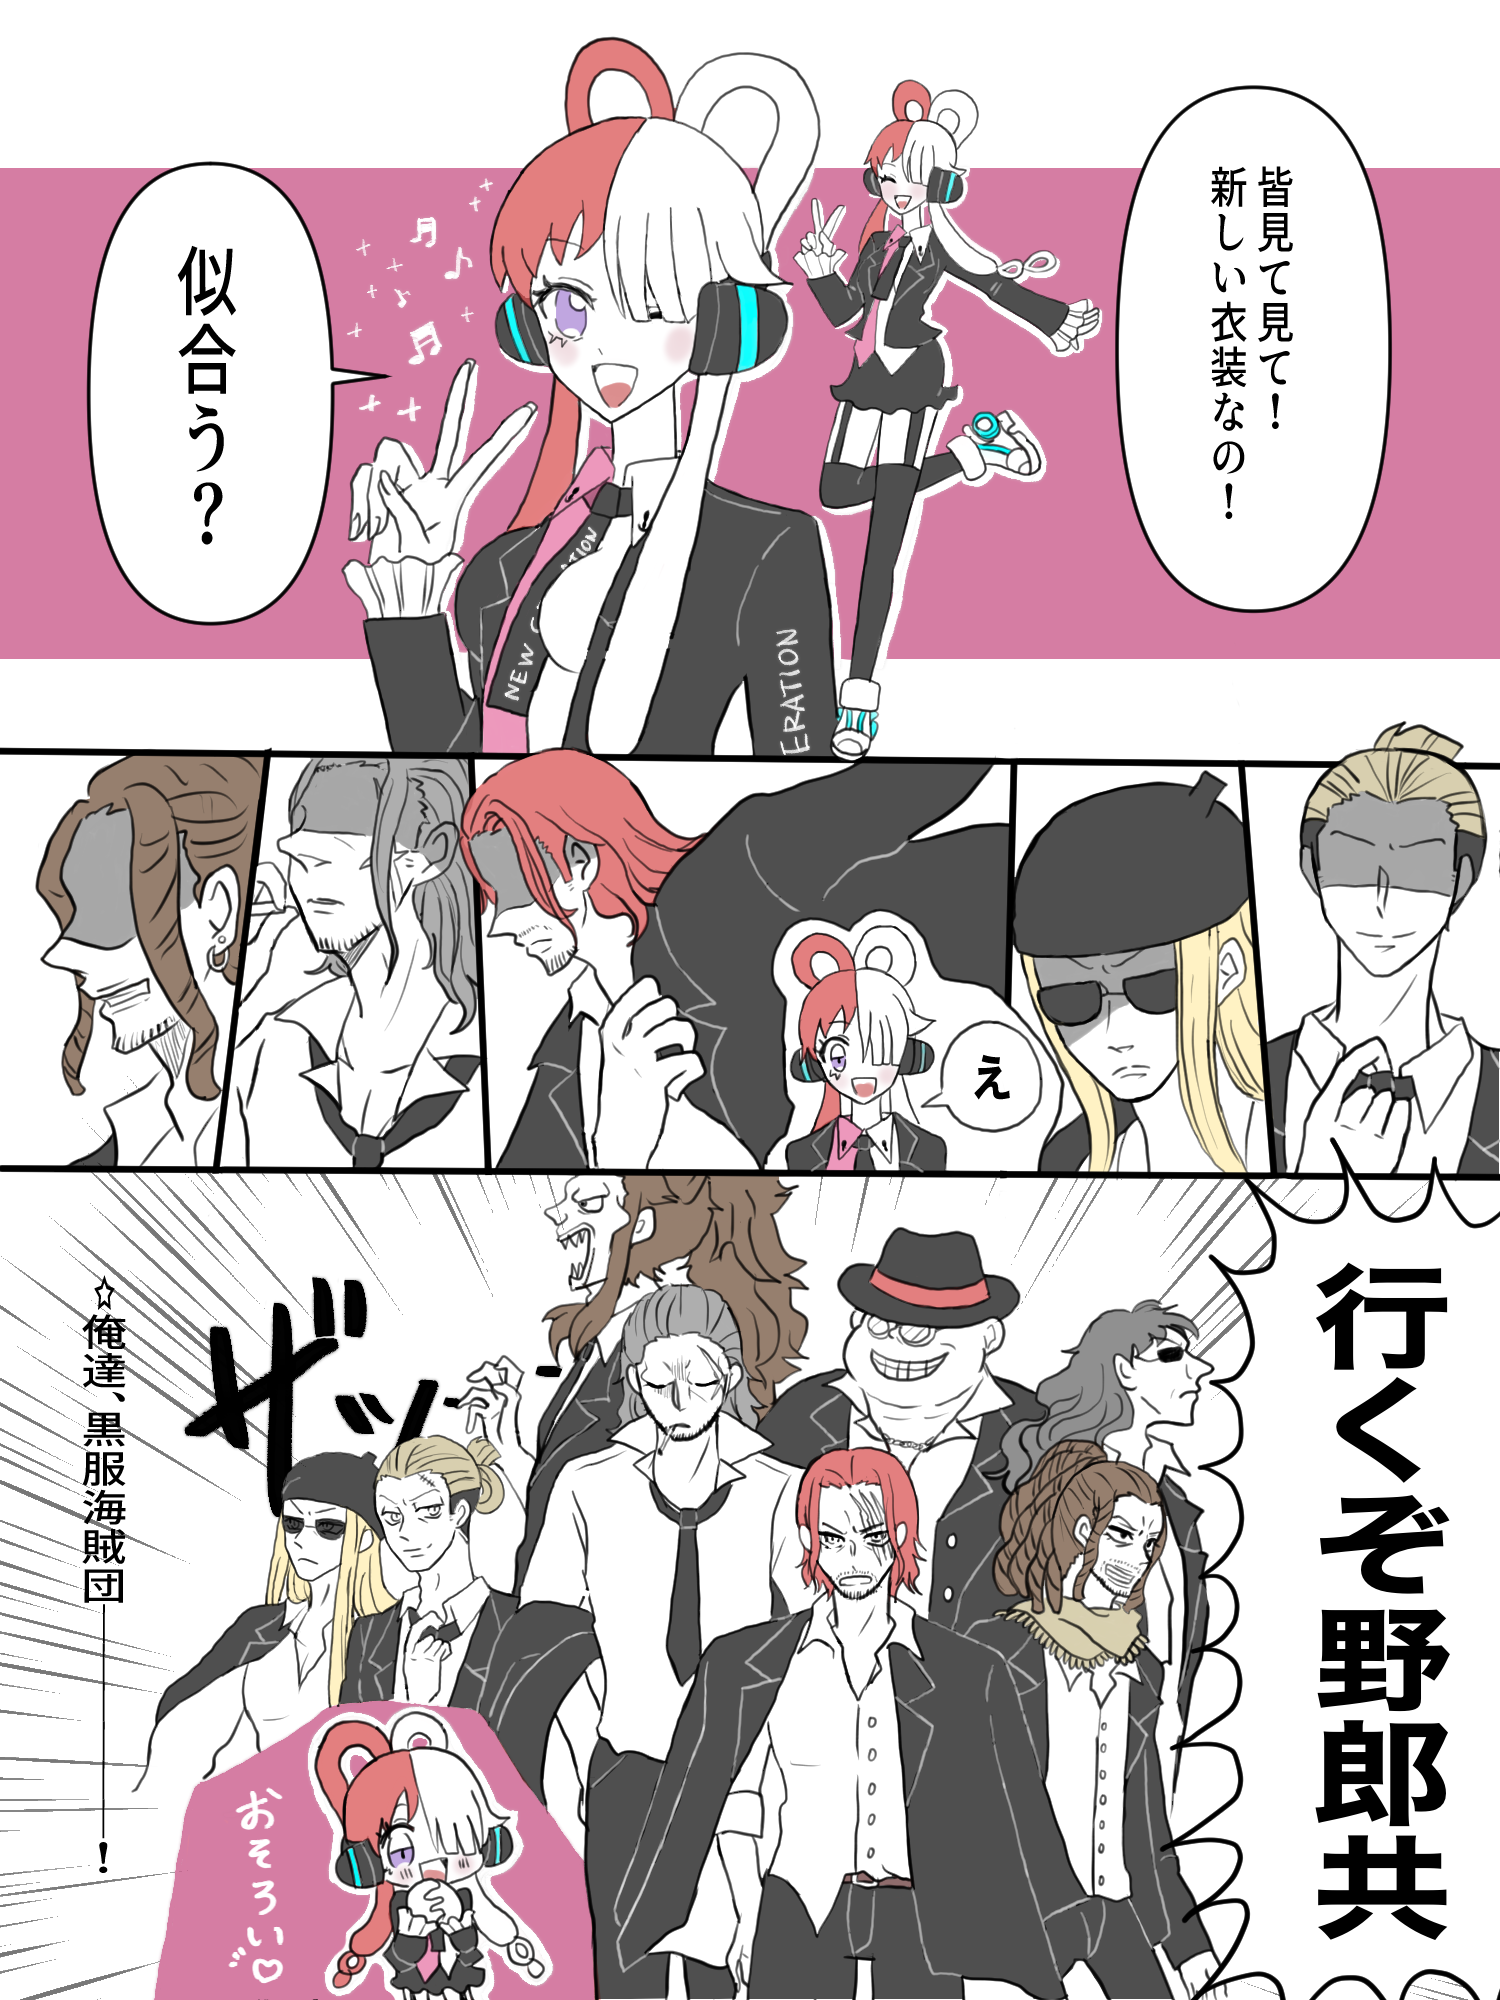 皆見て見て！
新しい衣装なの！
似合う？
NEW G
ATION
ERATION
え
行くぞ野郎共
ザッ
☆俺達、黒服海賊団――――！
おそろい♡